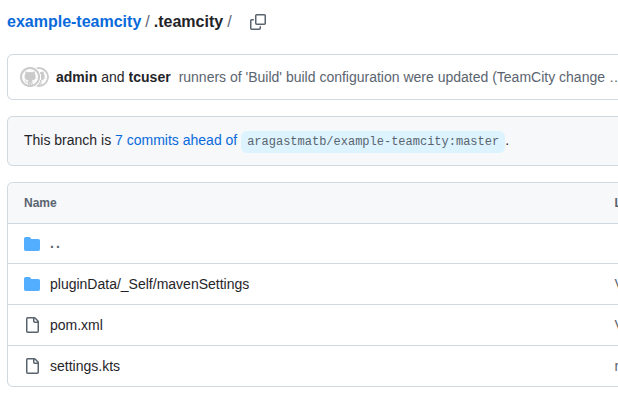 example-teamcity / .teamcity /
admin and tcuser runners of 'Build' build configuration were updated (TeamCity change …
This branch is 7 commits ahead of aragastmatb/example-teamcity:master .
Name
..
pluginData/_Self/mavenSettings
pom.xml
settings.kts